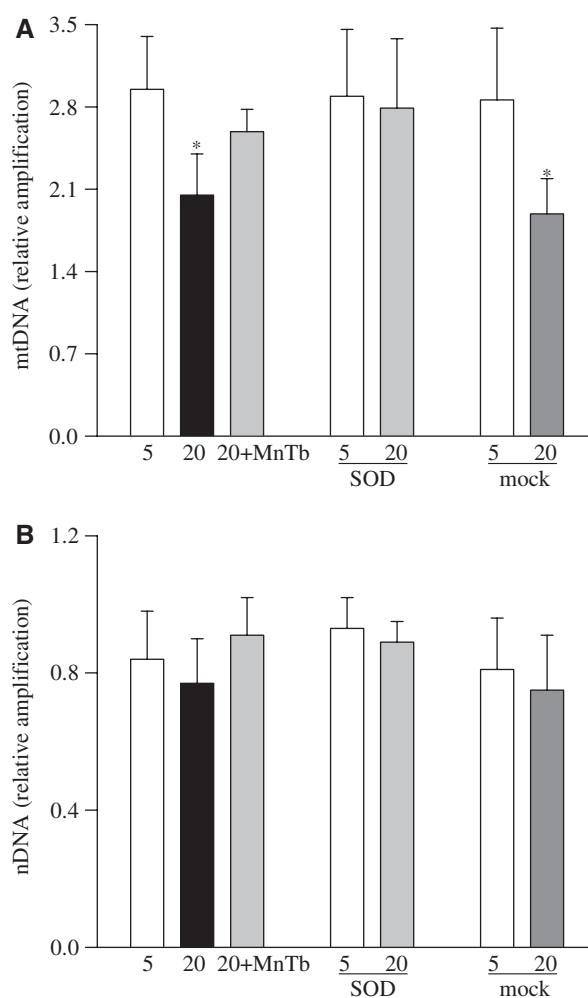 A
mtDNA (relative amplification)
3.5
2.8
2.1
1.4
0.7
0.0
*
*
5 20 20+MnTb 5 20 5 20
SOD mock
B
nDNA (relative amplification)
1.2
0.8
0.4
0.0
5 20 20+MnTb 5 20 5 20
SOD mock